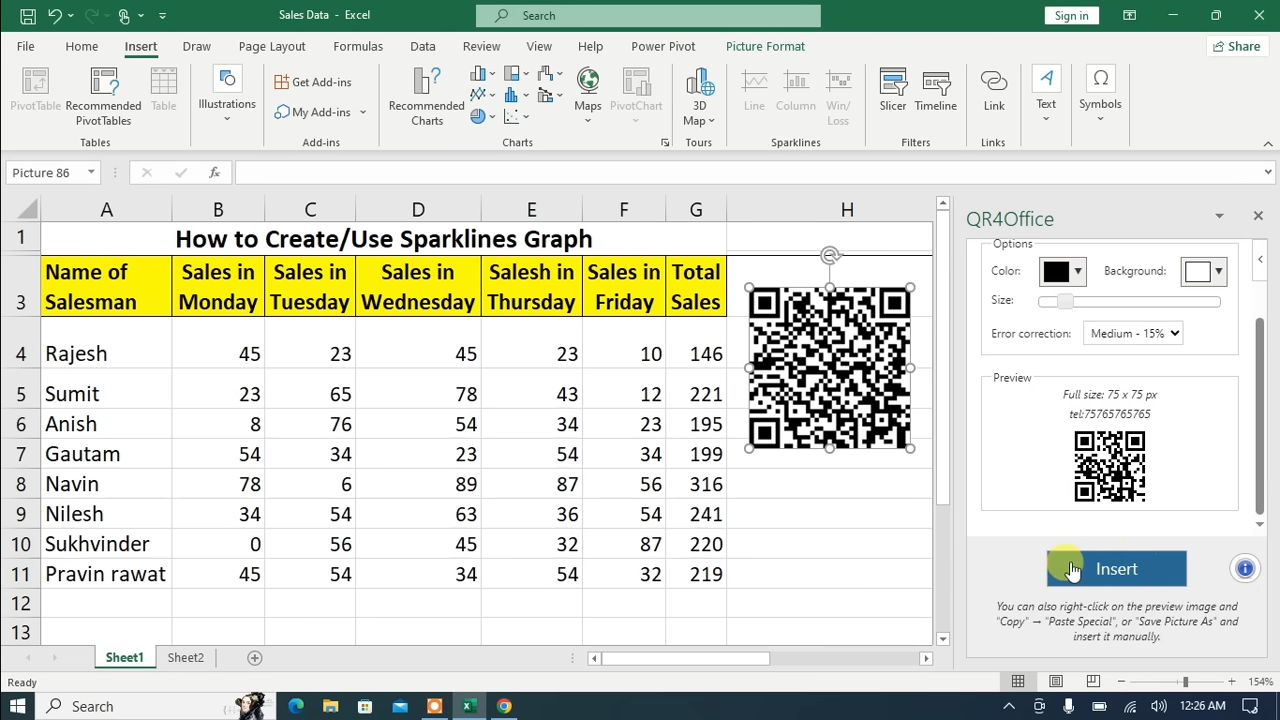 Sales Data - Excel
Search
Sign in
File Home Insert Draw Page Layout Formulas Data Review View Help Power Pivot Picture Format Share
PivotTable
Recommended PivotTables
Table
Tables
Illustrations
Get Add-ins
My Add-ins
Add-ins
Recommended Charts
Maps
PivotChart
Charts
3D Map
Tours
Line
Column
Win/Loss
Sparklines
Slicer
Timeline
Filters
Link
Links
Text
Symbols
Symbols
Picture 86
fx
A B C D E F G H
1 How to Create/Use Sparklines Graph
3 Name of Salesman Sales in Monday Sales in Tuesday Sales in Wednesday Salesh in Thursday Sales in Friday Total Sales
4 Rajesh 45 23 45 23 10 146
5 Sumit 23 65 78 43 12 221
6 Anish 8 76 54 34 23 195
7 Gautam 54 34 23 54 34 199
8 Navin 78 6 89 87 56 316
9 Nilesh 34 54 63 36 54 241
10 Sukhvinder 0 56 45 32 87 220
11 Pravin rawat 45 54 34 54 32 219
12
13
QR4Office
Options
Color: Background:
Size:
Error correction: Medium - 15%
Preview
Full size: 75 x 75 px
tel:75765765765
Insert
You can also right-click on the preview image and
"Copy" → "Paste Special", or "Save Picture As" and
insert it manually.
Sheet1 Sheet2
Ready
154%
Search
12:26 AM